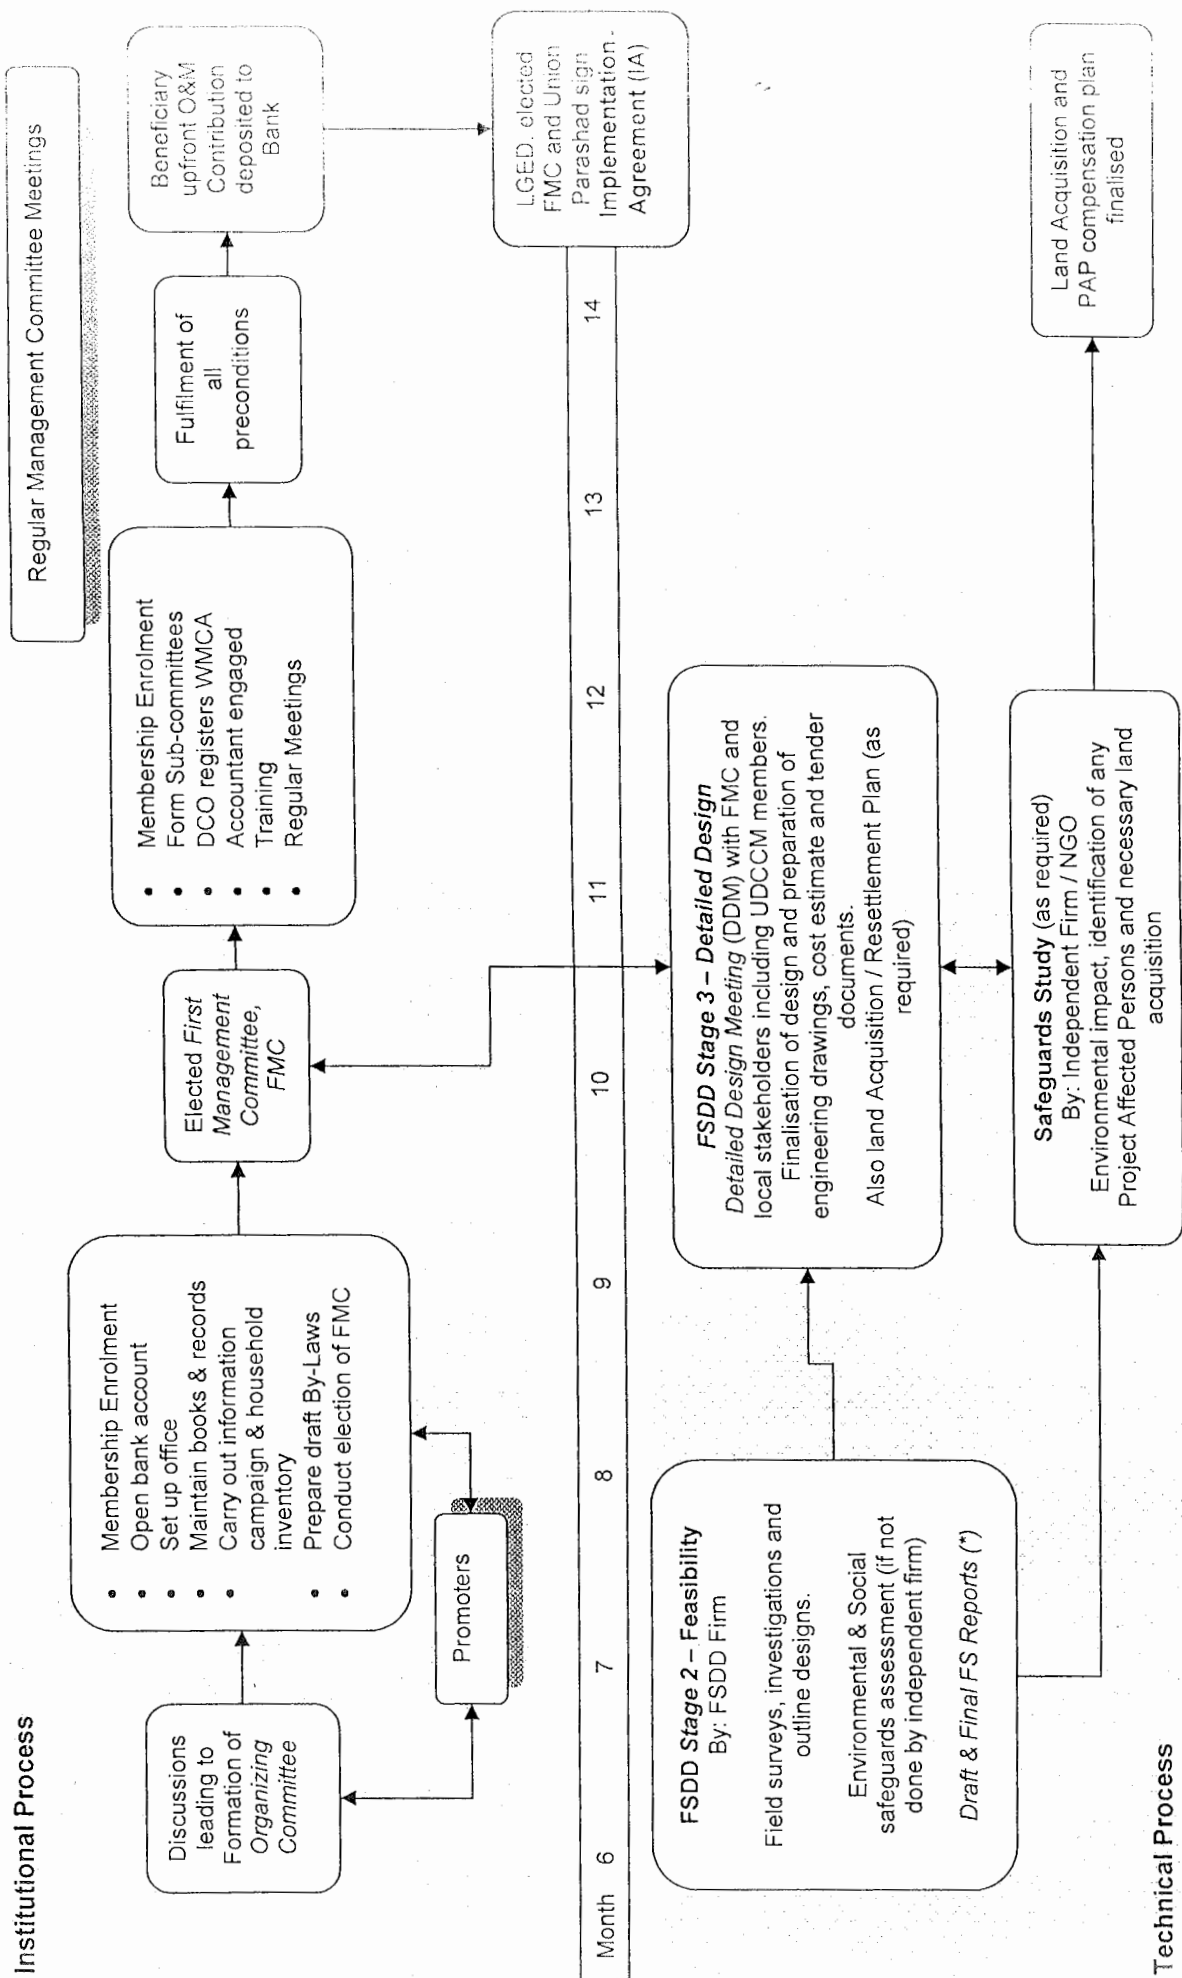 Institutional Process
Regular Management Committee Meetings
Discussions
leading to
Formation of
Organizing
Committee
• Membership Enrolment
• Open bank account
• Set up office
• Maintain books & records
• Carry out information
campaign & household
inventory
• Prepare draft By-Laws
• Conduct election of FMC
Promoters
Elected First
Management
Committee,
FMC
• Membership Enrolment
• Form Sub-committees
• DCO registers WMCA
• Accountant engaged
• Training
• Regular Meetings
Fulfilment of
all
preconditions
Beneficiary
upfront O&M
Contribution
deposited to
Bank
LGED. elected
FMC and Union
Parashad sign
Implementation.
Agreement (IA)
Month 6 7 8 9 10 11 12 13 14
FSDD Stage 2 – Feasibility
By: FSDD Firm
Field surveys, investigations and
outline designs.
Environmental & Social
safeguards assessment (if not
done by independent firm)
Draft & Final FS Reports (*)
FSDD Stage 3 – Detailed Design
Detailed Design Meeting (DDM) with FMC and
local stakeholders including UDCCM members.
Finalisation of design and preparation of
engineering drawings, cost estimate and tender
documents.
Also land Acquisition / Resettlement Plan (as
required)
Safeguards Study (as required)
By: Independent Firm / NGO
Environmental impact, identification of any
Project Affected Persons and necessary land
acquisition
Land Acquisition and
PAP compensation plan
finalised
Technical Process